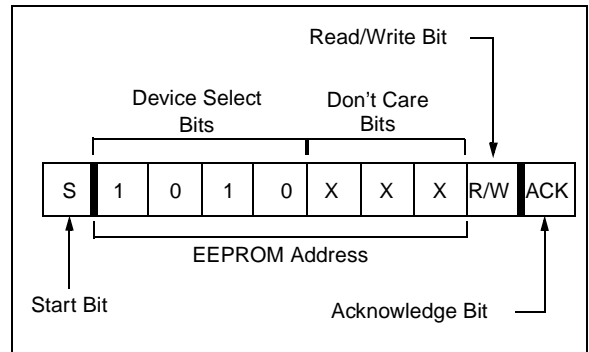 Read/Write Bit
Device Select
Bits
Don't Care
Bits
S 1 0 1 0 X X X R/W ACK
EEPROM Address
Start Bit
Acknowledge Bit